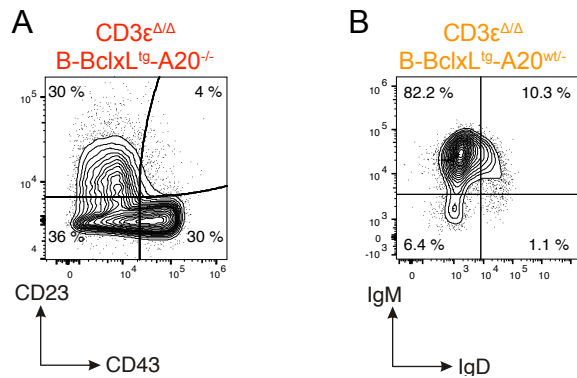 A
CD3ε^Δ/Δ
B-BclxL^tg-A20^-/-
30 %
4 %
36 %
30 %
10^5
10^4
4
0
10^4
10^5
10^6
CD23
CD43
B
CD3ε^Δ/Δ
B-BclxL^tg-A20^wt/-
82.2 %
10.3 %
6.4 %
1.1 %
10^5
10^4
10^3
0
-10^3
0
10^3
10^4
10^5
10^6
IgM
IgD